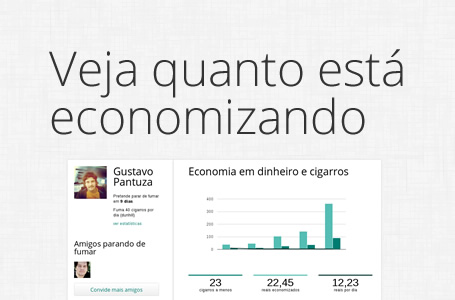 Veja quanto está
economizando
Gustavo
Pantuza
Pretende parar de fumar
em 9 dias
Fuma 40 cigarros por
dia (dunhill)
ver estatísticas
Amigos parando de
fumar
Convide mais amigos
Economia em dinheiro e cigarros
400
300
200
100
0
23
cigarros a menos
22,45
reais economizados
12,23
reais por dia